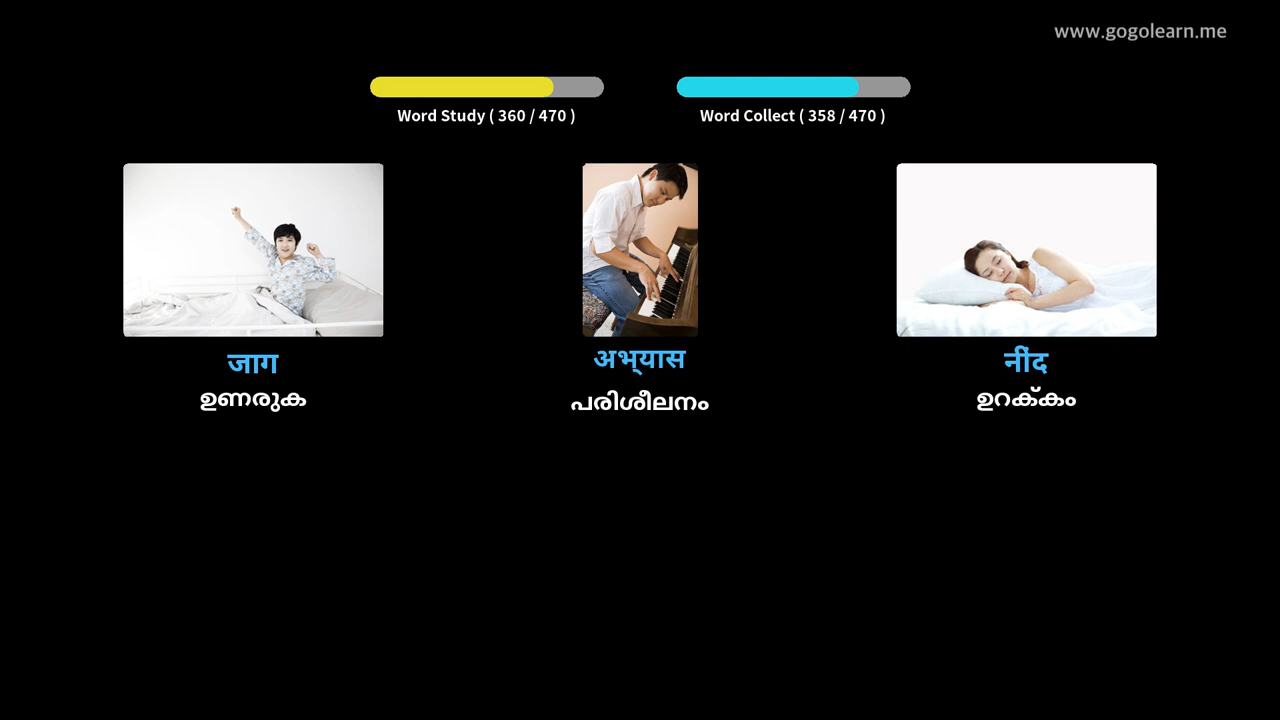 www.gogolearn.me
Word Study ( 360 / 470 )
Word Collect ( 358 / 470 )
जाग
ഉണരുക
अभ्यास
പരിശീലനം
नींद
ഉറക്കം